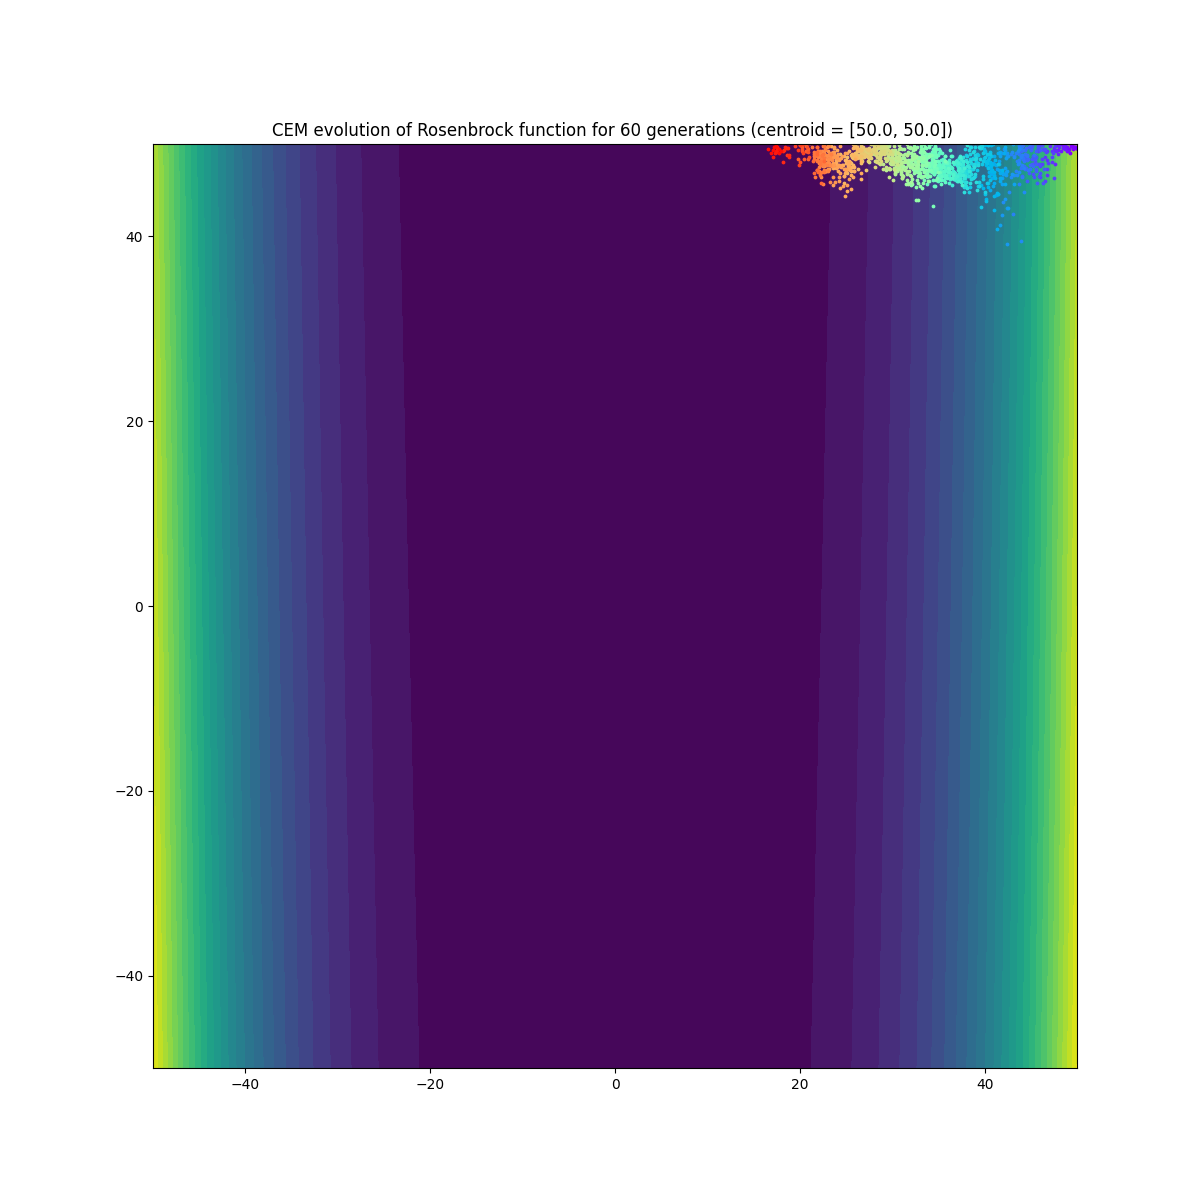 CEM evolution of Rosenbrock function for 60 generations (centroid = [50.0, 50.0])
40
20
0
−20
−40
−40 −20 0 20 40